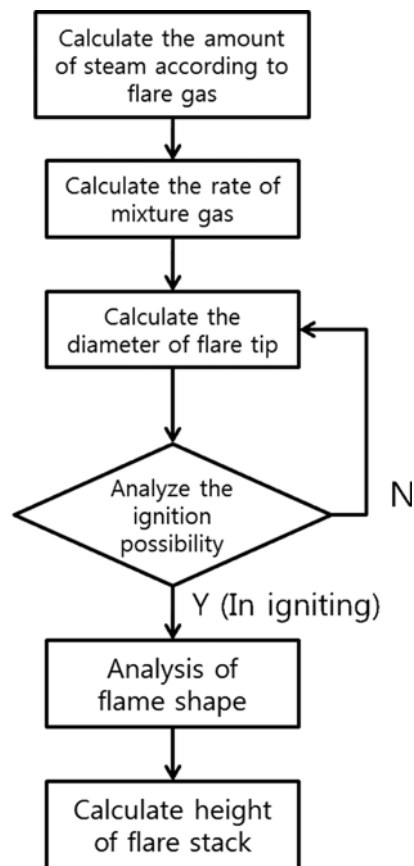 Calculate the amount
of steam according to
flare gas
Calculate the rate of
mixture gas
Calculate the
diameter of flare tip
Analyze the
ignition
possibility
N
Y (In igniting)
Analysis of
flame shape
Calculate height
of flare stack